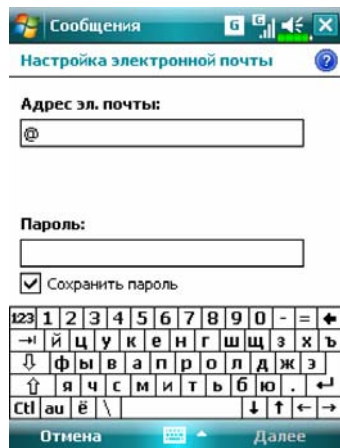 Сообщения G G
Настройка электронной почты ?
Адрес эл. почты:
@
Пароль:
Сохранить пароль
123 1 2 3 4 5 6 7 8 9 0 - =
й ц у к е н г ш щ з х ъ
ф ы в а п р о л д ж э
я ч с м и т ь б ю .
Ctl au ё \
Отмена Далее